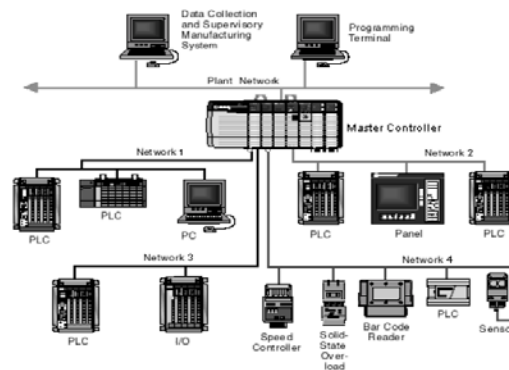 Data Collection
and Supervisory
Manufacturing
System
Programming
Terminal
Plant Network
Master Controller
Network 1
Network 2
PLC
PLC
PC
PLC
Panel
PLC
Network 3
Network 4
PLC
I/O
Speed
Controller
Solid-
State
Over-
load
Bar Code
Reader
PLC
Senso